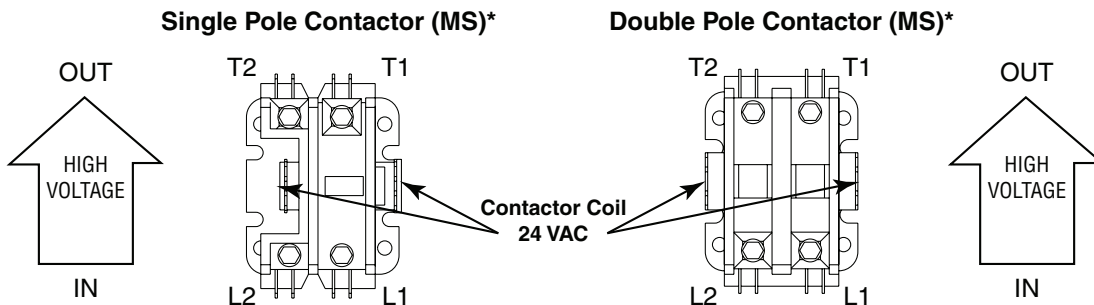 Single Pole Contactor (MS)*
Double Pole Contactor (MS)*
OUT
T2
T1
T2
T1
OUT
HIGH
VOLTAGE
HIGH
VOLTAGE
Contactor Coil
24 VAC
IN
L2
L1
L2
L1
IN